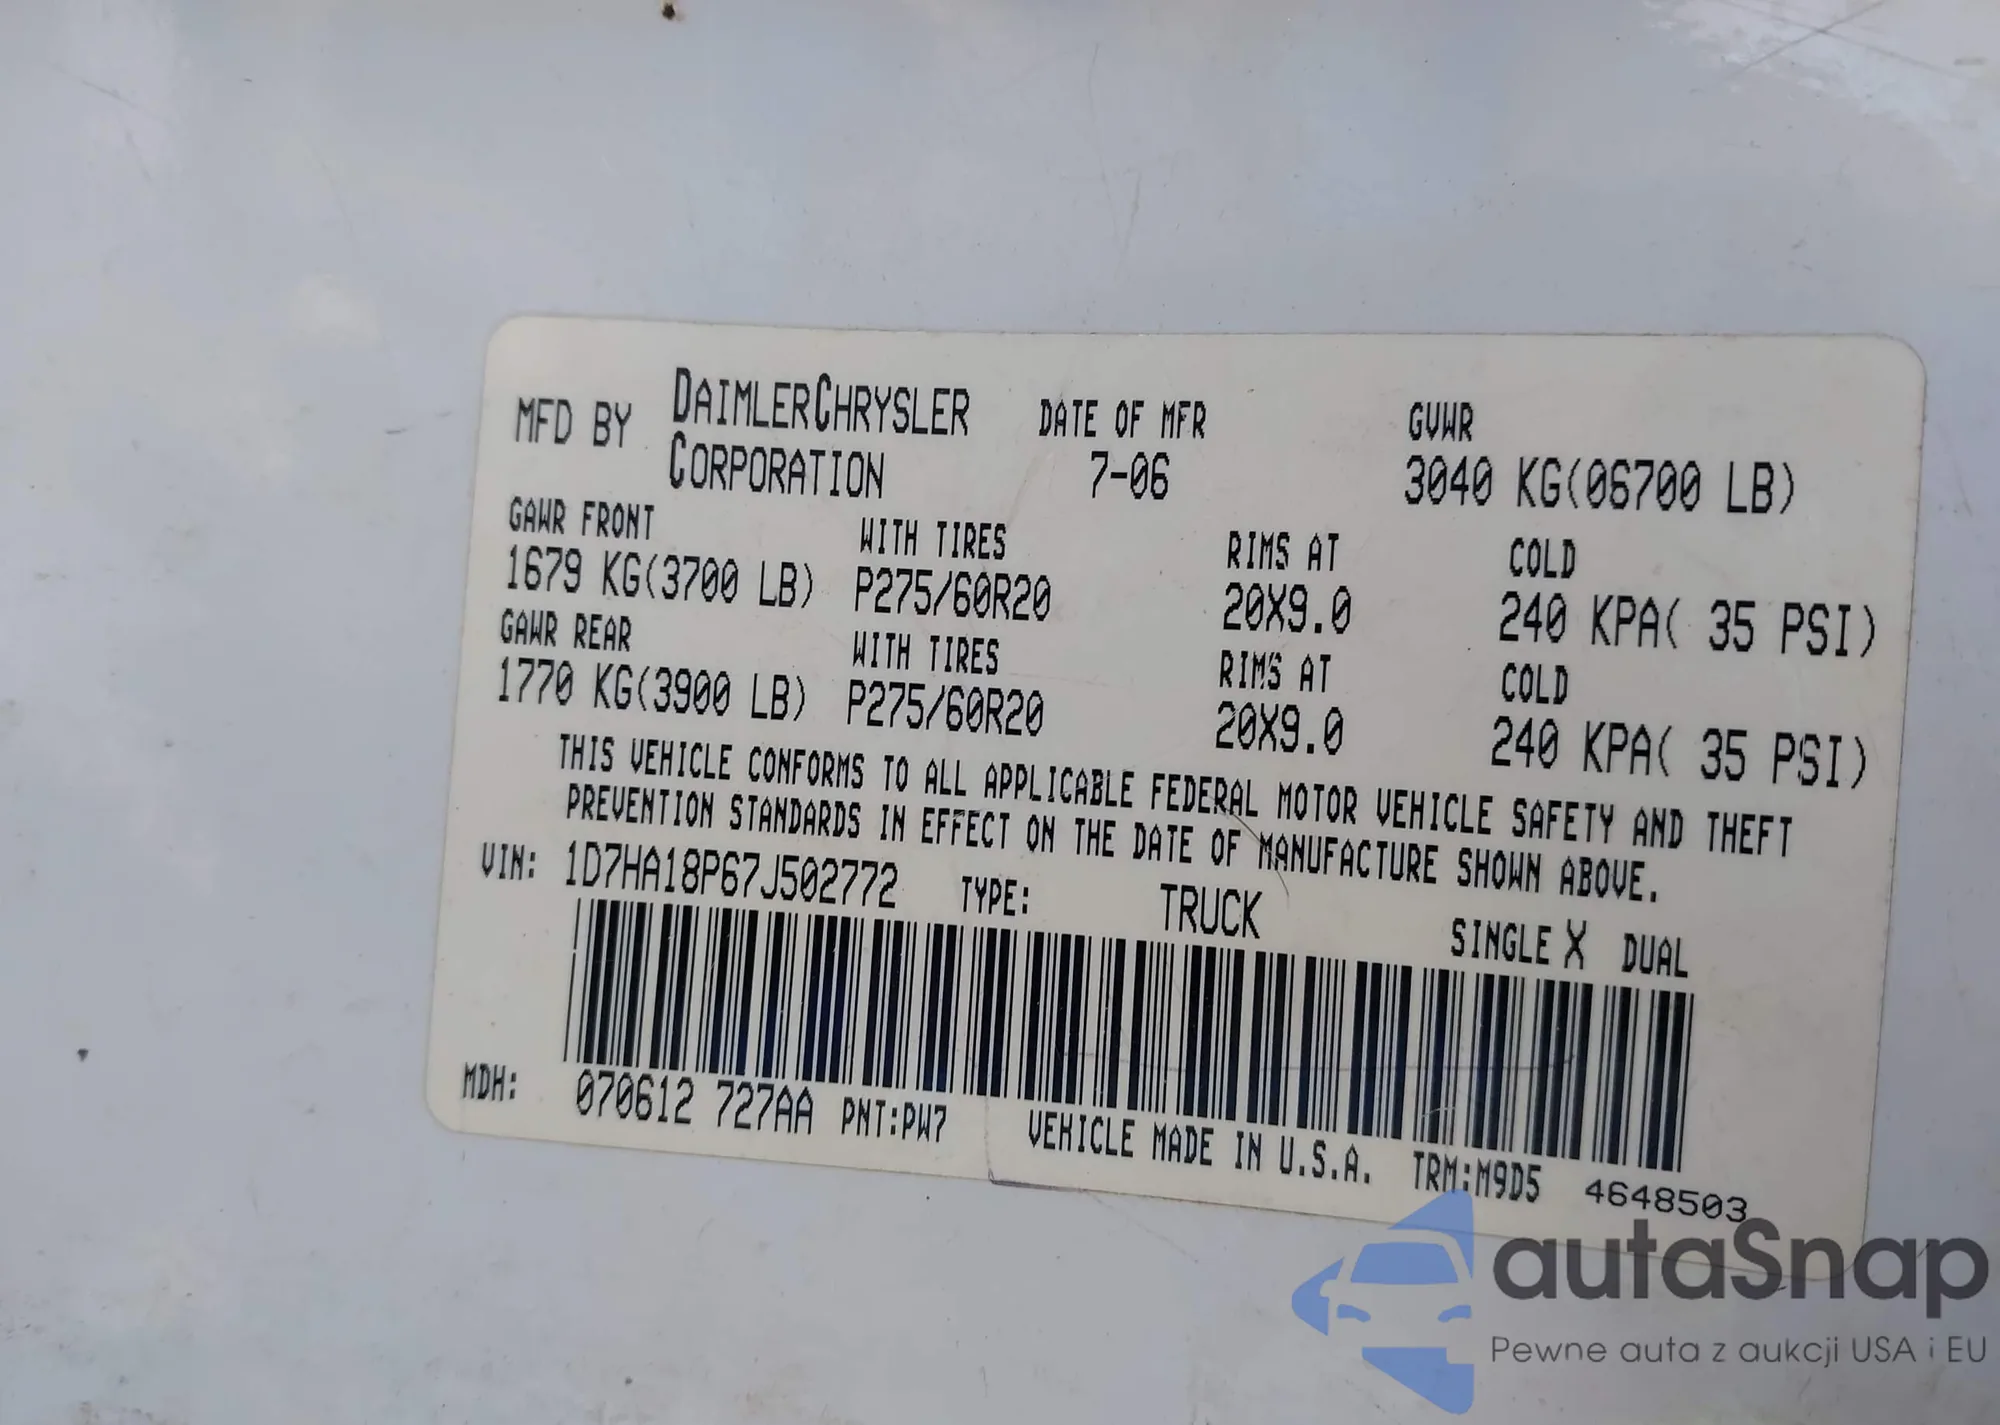 MFD BY DAIMLERCHRYSLER CORPORATION DATE OF MFR 7-06 GVWR 3040 KG(06700 LB)
GAWR FRONT WITH TIRES RIMS AT COLD
1679 KG(3700 LB) P275/60R20 20X9.0 240 KPA( 35 PSI)
GAWR REAR WITH TIRES RIMS AT COLD
1770 KG(3900 LB) P275/60R20 20X9.0 240 KPA( 35 PSI)
THIS VEHICLE CONFORMS TO ALL APPLICABLE FEDERAL MOTOR VEHICLE SAFETY AND THEFT
PREVENTION STANDARDS IN EFFECT ON THE DATE OF MANUFACTURE SHOWN ABOVE.
VIN: 1D7HA18P67J502772 TYPE: TRUCK SINGLE X DUAL
MDH: 070612 727AA PNT:PW7 VEHICLE MADE IN U.S.A. TRM:M9D5 4648503
autaSnap
Pewne auta z aukcji USA i EU